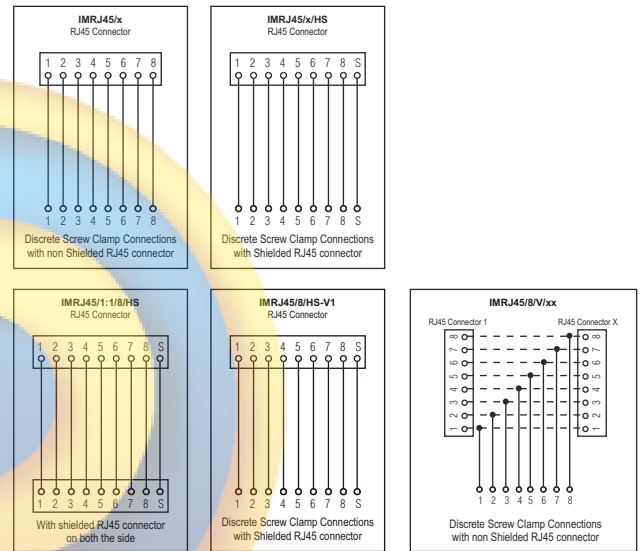 IMRJ45/x
RJ45 Connector
1 2 3 4 5 6 7 8
1 2 3 4 5 6 7 8
Discrete Screw Clamp Connections
with non Shielded RJ45 connector
IMRJ45/x/HS
RJ45 Connector
1 2 3 4 5 6 7 8 S
1 2 3 4 5 6 7 8 S
Discrete Screw Clamp Connections
with Shielded RJ45 connector
IMRJ45/1:1/8/HS
RJ45 Connector
1 2 3 4 5 6 7 8 S
1 2 3 4 5 6 7 8 S
With shielded RJ45 connector
on both the side
IMRJ45/8/HS-V1
RJ45 Connector
1 2 3 4 5 6 7 8 S
1 2 3 4 5 6 7 8 S
Discrete Screw Clamp Connections
with Shielded RJ45 connector
IMRJ45/8/V/xx
RJ45 Connector 1 RJ45 Connector X
8 8
7 7
6 6
5 5
4 4
3 3
2 2
1 1
1 2 3 4 5 6 7 8
Discrete Screw Clamp Connections
with non Shielded RJ45 connector